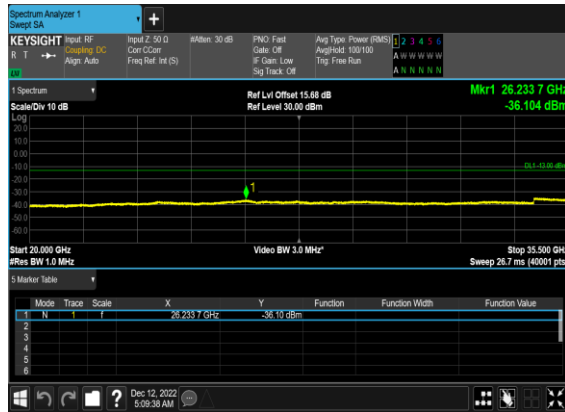 Spectrum Analyzer 1
Swept SA
+
KEYSIGHT Input: RF Input Z: 50 Ω #Atten: 30 dB PNO: Fast Avg Type: Power (RMS) 1 2 3 4 5 6
R T Coupling: DC Corr CCorr Gate: Off Avg|Hold: 100/100 A W W W W W
Align: Auto Freq Ref: Int (S) IF Gain: Low Trig: Free Run
LU Sig Track: Off A N N N N N
1 Spectrum Ref Lvl Offset 15.68 dB Mkr1 26.233 7 GHz
Scale/Div 10 dB Ref Level 30.00 dBm -36.104 dBm
Log
20.0
10.0
0.00
-10.0 DL1 -13.00 dBm
-20.0
-30.0 1
-40.0
-50.0
-60.0
Start 20.000 GHz Video BW 3.0 MHz* Stop 35.500 GHz
#Res BW 1.0 MHz Sweep 26.7 ms (40001 pts)
5 Marker Table
Mode Trace Scale X Y Function Function Width Function Value
1 N 1 f 26.233 7 GHz -36.10 dBm
2
3
4
5
6
? Dec 12, 2022
5:09:38 AM